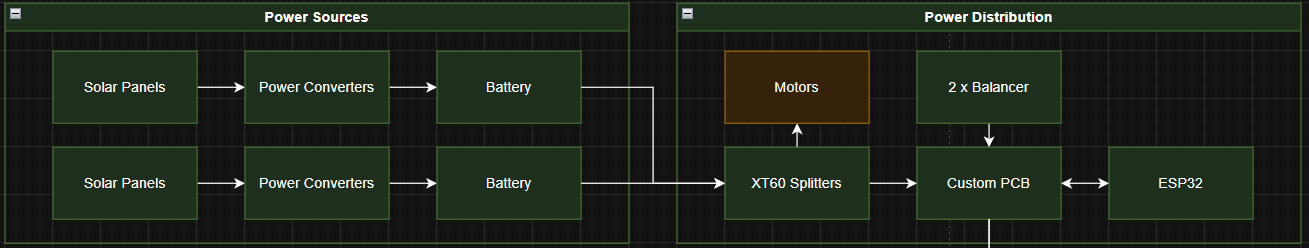 Power Sources
Power Distribution
Solar Panels
Power Converters
Battery
Motors
2 x Balancer
Solar Panels
Power Converters
Battery
XT60 Splitters
Custom PCB
ESP32